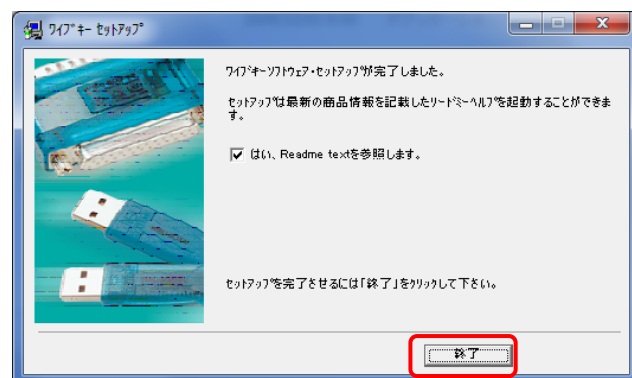 ﾜｲﾌﾟｷｰ ｾｯﾄｱｯﾌﾟ
ﾜｲﾌﾟｷｰｿﾌﾄｳｪｱ･ｾｯﾄｱｯﾌﾟが完了しました。
ｾｯﾄｱｯﾌﾟは最新の商品情報を記載したﾘｰﾄﾞﾐｰﾍﾙﾌﾟを起動することができま
す。
はい、Readme textを参照します。
ｾｯﾄｱｯﾌﾟを完了させるには「終了」をｸﾘｯｸして下さい。
終了